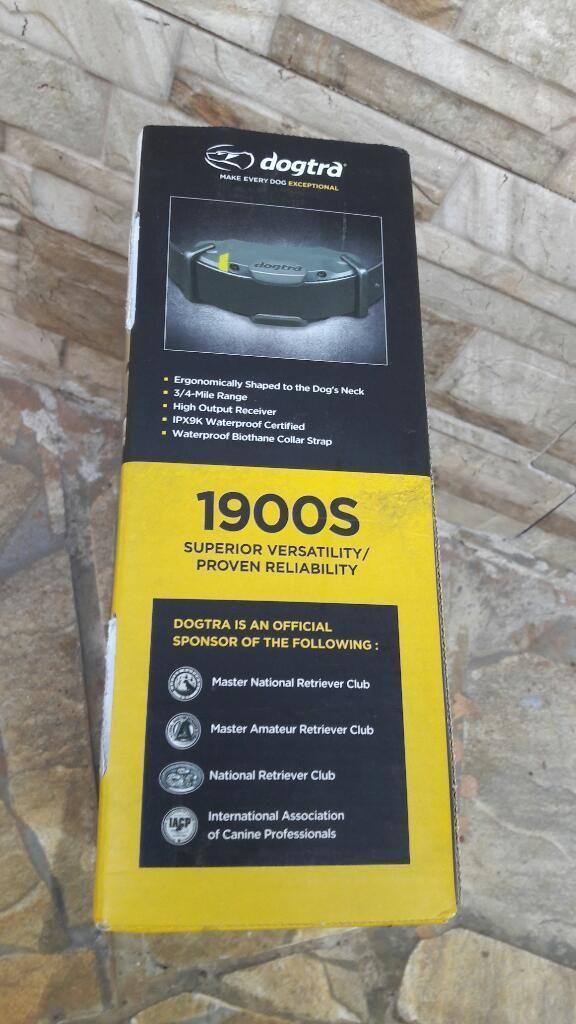 dogtra
MAKE EVERY DOG EXCEPTIONAL
dogtra
Ergonomically Shaped to the Dog's Neck
3/4-Mile Range
High Output Receiver
IPX9K Waterproof Certified
Waterproof Biothane Collar Strap
1900S
SUPERIOR VERSATILITY/
PROVEN RELIABILITY
DOGTRA IS AN OFFICIAL
SPONSOR OF THE FOLLOWING :
Master National Retriever Club
Master Amateur Retriever Club
National Retriever Club
IACP
International Association
of Canine Professionals